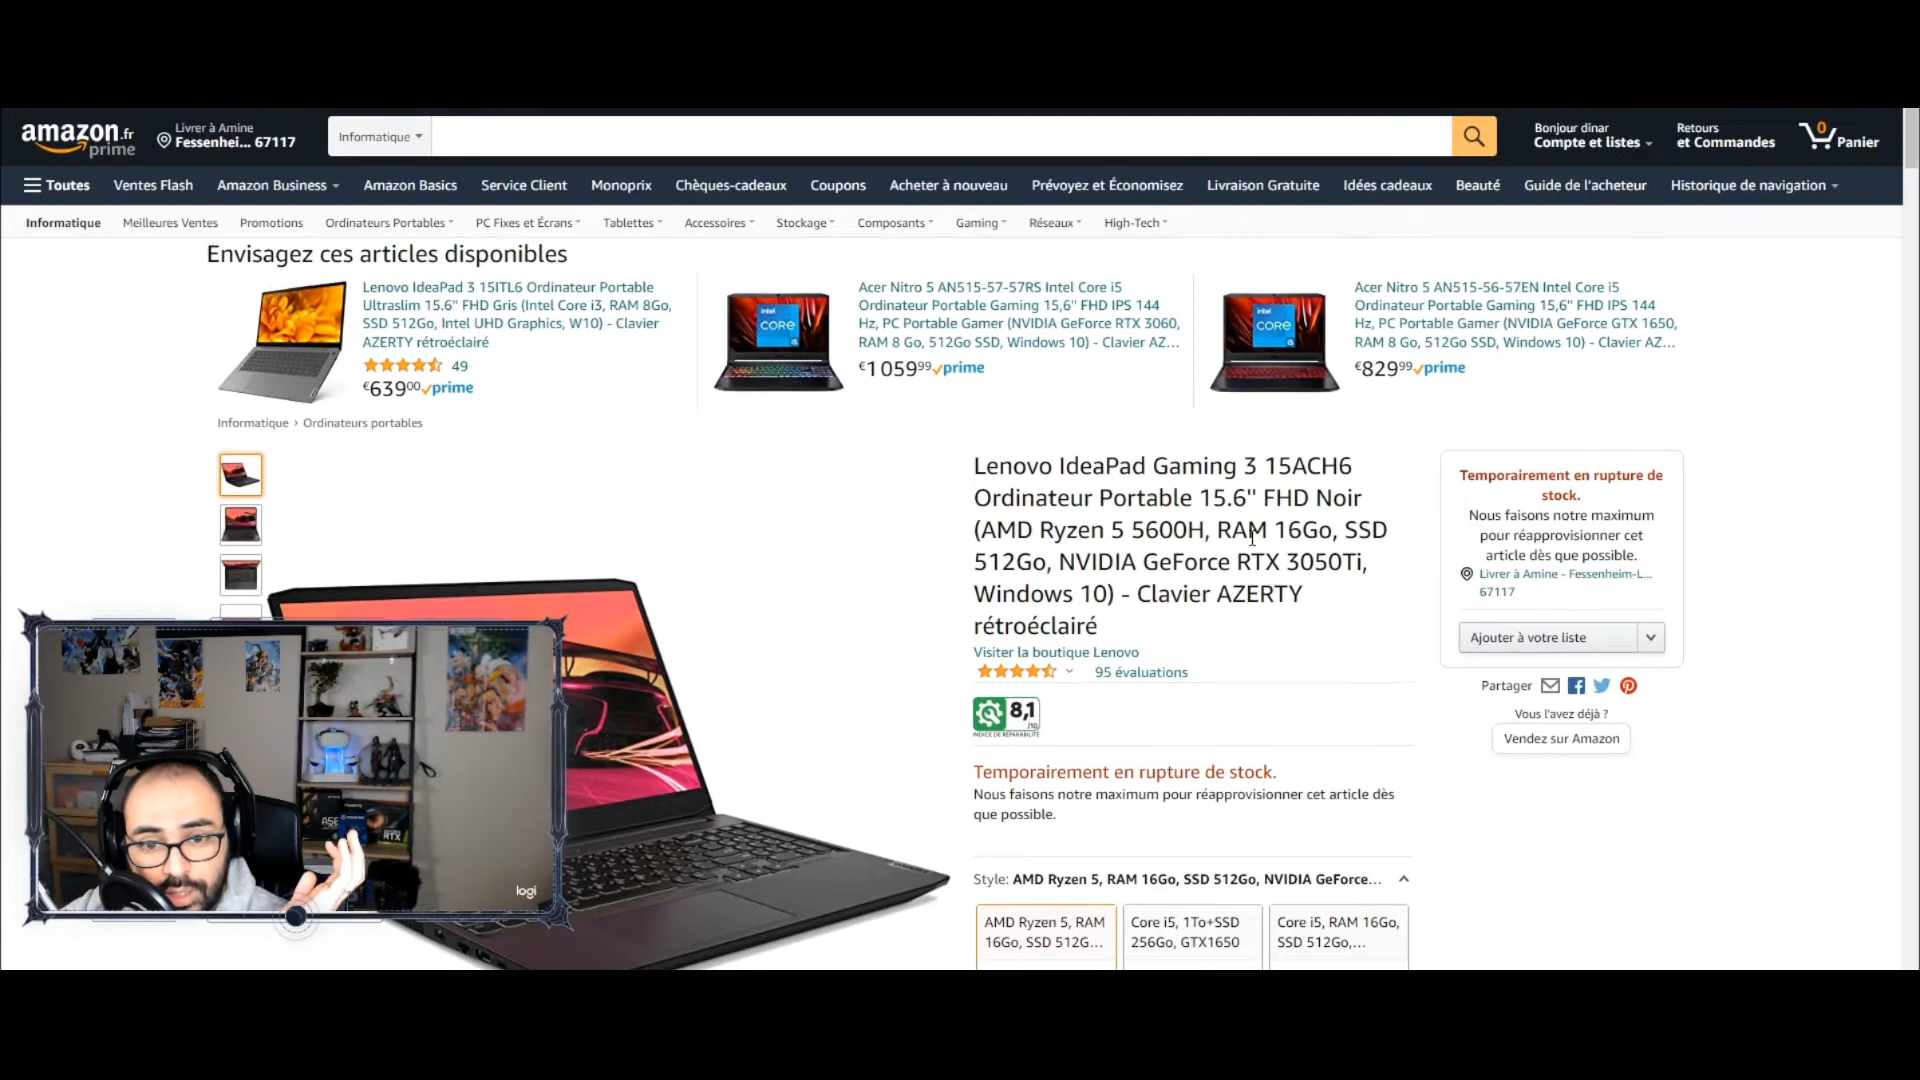 amazon.fr
prime
Livrer à Amine
Fessenhei... 67117
Informatique
Bonjour dinar
Compte et listes
Retours
et Commandes
0
Panier
Toutes
Ventes Flash
Amazon Business
Amazon Basics
Service Client
Monoprix
Chèques-cadeaux
Coupons
Acheter à nouveau
Prévoyez et Économisez
Livraison Gratuite
Idées cadeaux
Beauté
Guide de l'acheteur
Historique de navigation
Informatique
Meilleures Ventes
Promotions
Ordinateurs Portables
PC Fixes et Écrans
Tablettes
Accessoires
Stockage
Composants
Gaming
Réseaux
High-Tech
Envisagez ces articles disponibles
Lenovo IdeaPad 3 15ITL6 Ordinateur Portable
Ultraslim 15.6" FHD Gris (Intel Core i3, RAM 8Go,
SSD 512Go, Intel UHD Graphics, W10) - Clavier
AZERTY rétroéclairé
49
€63900 prime
intel
CORE
i5
Acer Nitro 5 AN515-57-57RS Intel Core i5
Ordinateur Portable Gaming 15,6" FHD IPS 144
Hz, PC Portable Gamer (NVIDIA GeForce RTX 3060,
RAM 8 Go, 512Go SSD, Windows 10) - Clavier AZ...
€1 05999 prime
intel
CORE
i5
Acer Nitro 5 AN515-56-57EN Intel Core i5
Ordinateur Portable Gaming 15,6" FHD IPS 144
Hz, PC Portable Gamer (NVIDIA GeForce GTX 1650,
RAM 8 Go, 512Go SSD, Windows 10) - Clavier AZ...
€82999 prime
Informatique › Ordinateurs portables
Lenovo IdeaPad Gaming 3 15ACH6
Ordinateur Portable 15.6'' FHD Noir
(AMD Ryzen 5 5600H, RAM 16Go, SSD
512Go, NVIDIA GeForce RTX 3050Ti,
Windows 10) - Clavier AZERTY
rétroéclairé
Visiter la boutique Lenovo
95 évaluations
8,1
/10
INDICE DE RÉPARABILITÉ
Temporairement en rupture de stock.
Nous faisons notre maximum pour réapprovisionner cet article dès
que possible.
Style: AMD Ryzen 5, RAM 16Go, SSD 512Go, NVIDIA GeForce...
AMD Ryzen 5, RAM
16Go, SSD 512G...
Core i5, 1To+SSD
256Go, GTX1650
Core i5, RAM 16Go,
SSD 512Go,...
Temporairement en rupture de
stock.
Nous faisons notre maximum
pour réapprovisionner cet
article dès que possible.
Livrer à Amine - Fessenheim-L...
67117
Ajouter à votre liste
Partager
Vous l'avez déjà ?
Vendez sur Amazon
RTX
logi